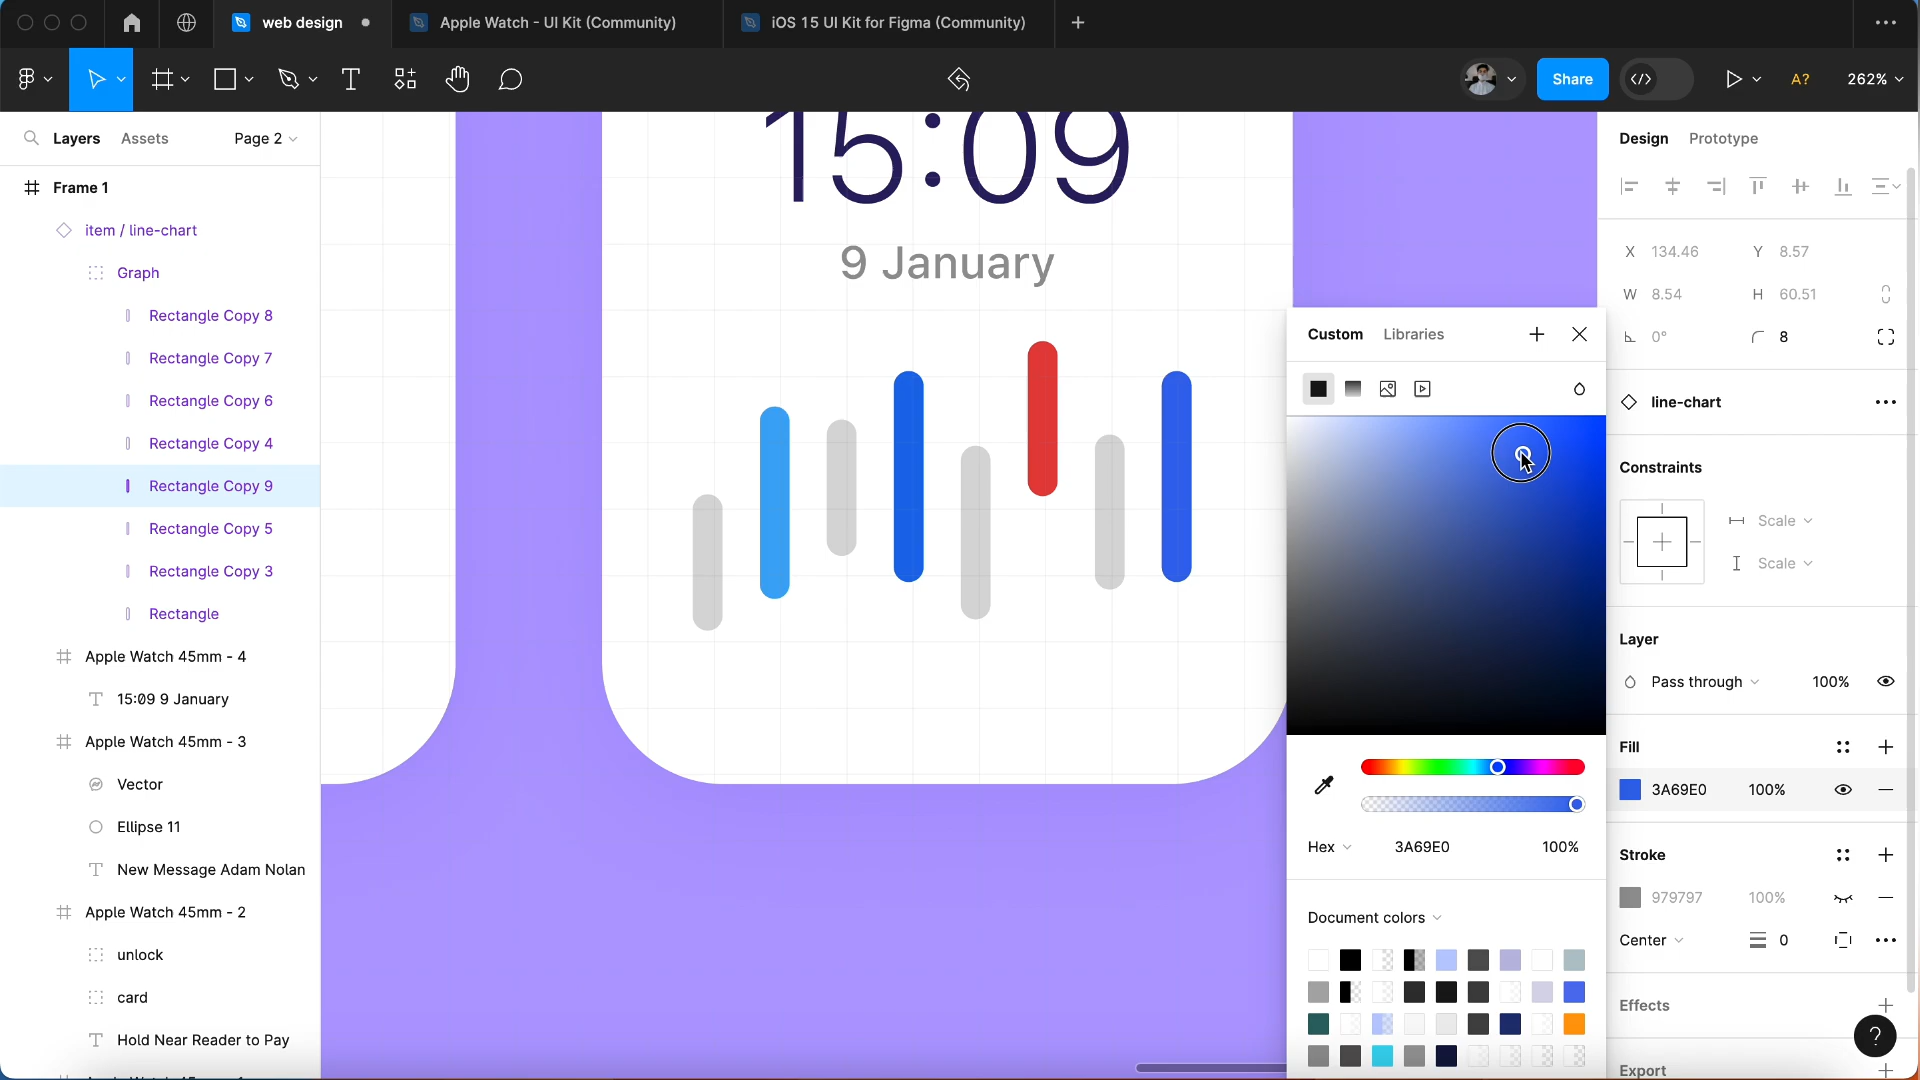 web design
Apple Watch - UI Kit (Community)
iOS 15 UI Kit for Figma (Community)
Share
A?
262%
Layers
Assets
Page 2
Frame 1
item / line-chart
Graph
Rectangle Copy 8
Rectangle Copy 7
Rectangle Copy 6
Rectangle Copy 4
Rectangle Copy 9
Rectangle Copy 5
Rectangle Copy 3
Rectangle
Apple Watch 45mm - 4
15:09 9 January
Apple Watch 45mm - 3
Vector
Ellipse 11
New Message Adam Nolan
Apple Watch 45mm - 2
unlock
card
Hold Near Reader to Pay
15:09
9 January
Custom
Libraries
Hex
3A69E0
100%
Document colors
Design
Prototype
X 134.46
Y 8.57
W 8.54
H 60.51
0°
8
line-chart
Constraints
Scale
Scale
Layer
Pass through
100%
Fill
3A69E0
100%
Stroke
979797
100%
Center
0
Effects
Export
?